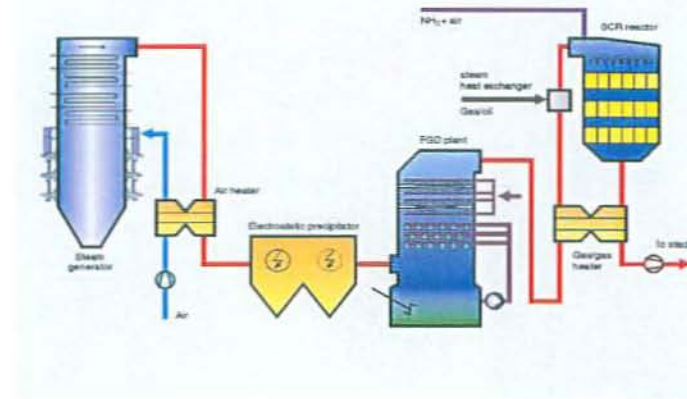 NH₃ + air
SCR reactor
steam
heat exchanger
Gas/oil
FGD plant
Air heater
Electrostatic precipitator
Steam
generator
Gas/gas
heater
To stack
Air